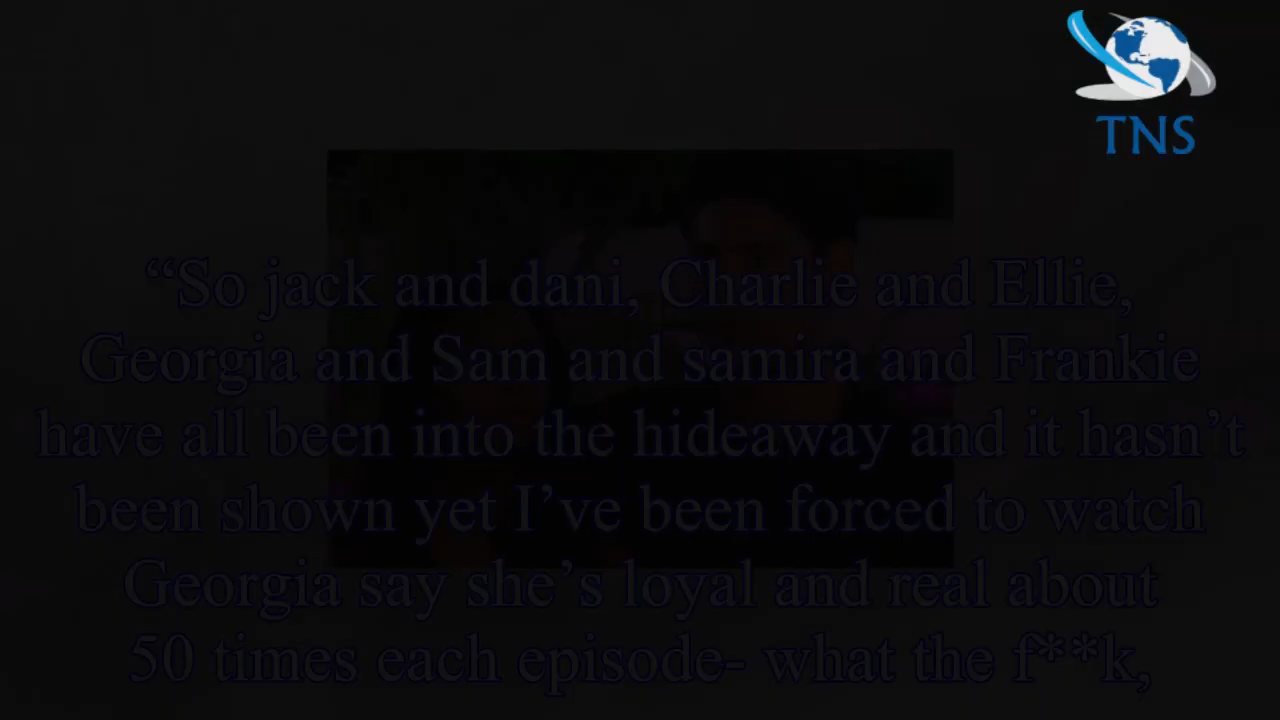 TNS
“So jack and dani, Charlie and Ellie,
Georgia and Sam and samira and Frankie
have all been into the hideaway and it hasn’t
been shown yet I’ve been forced to watch
Georgia say she’s loyal and real about
50 times each episode- what the f**k,